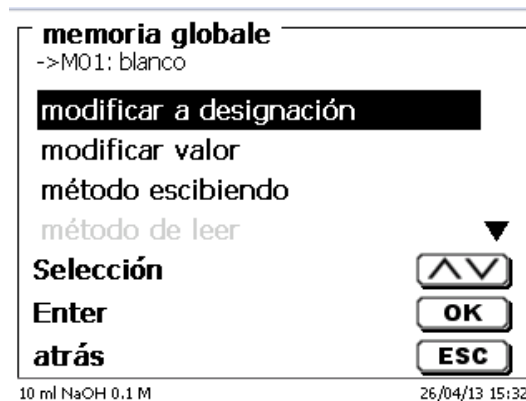 memoria globale
->M01: blanco
modificar a designación
modificar valor
método escibiendo
método de leer
Selección
Enter OK
atrás ESC
10 ml NaOH 0.1 M 26/04/13 15:32